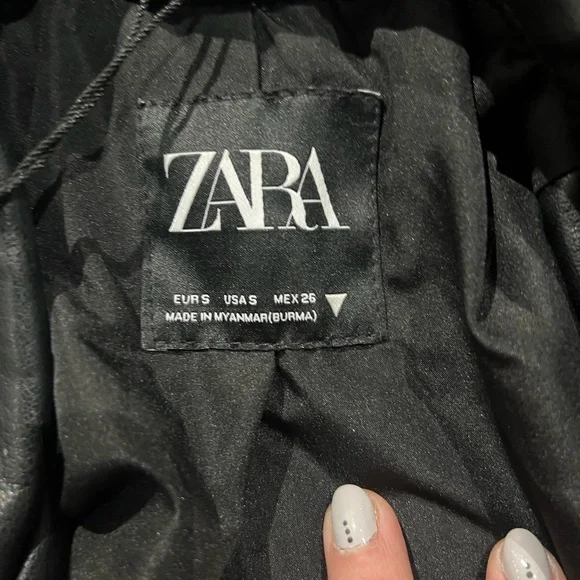 ZARA
EUR S USA S MEX 26
MADE IN MYANMAR(BURMA)